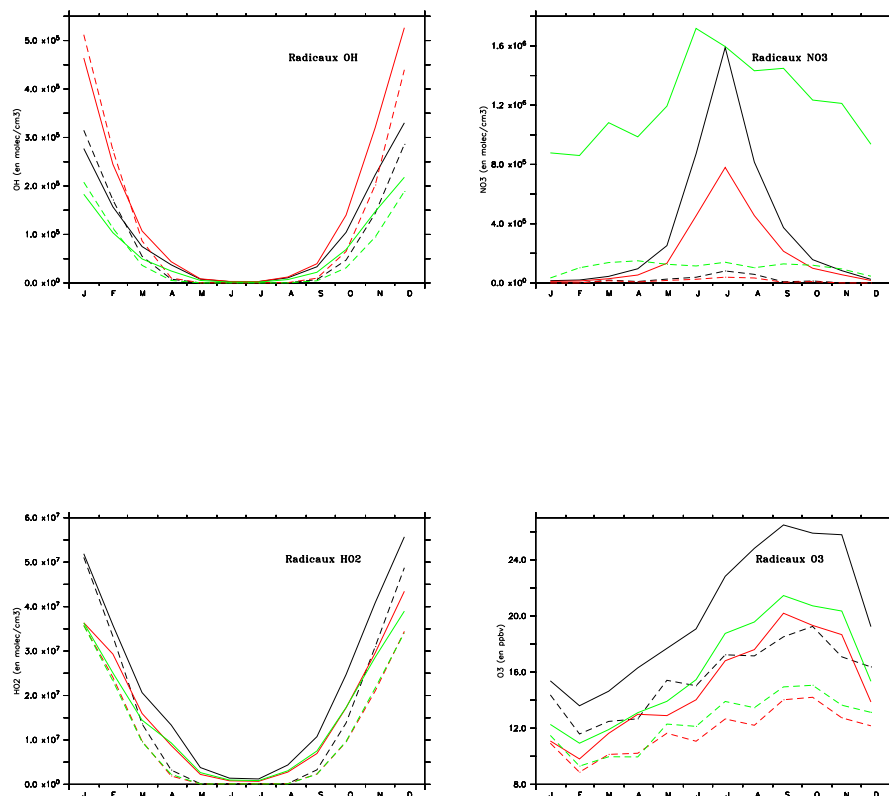 Radicaux OH
OH (en molec/cm3)
5.0 x10⁵
4.0 x10⁵
3.0 x10⁵
2.0 x10⁵
1.0 x10⁵
0.0 x10⁰
J F M A M J J A S O N D
Radicaux NO3
NO3 (en molec/cm3)
1.6 x10⁶
1.2 x10⁶
8.0 x10⁵
4.0 x10⁵
0.0 x10⁰
J F M A M J J A S O N D
Radicaux HO2
HO2 (en molec/cm3)
6.0 x10⁷
5.0 x10⁷
4.0 x10⁷
3.0 x10⁷
2.0 x10⁷
1.0 x10⁷
0.0 x10⁰
J F M A M J J A S O N D
Radicaux O3
O3 (en ppbv)
24.0
20.0
16.0
12.0
8.0
J F M A M J J A S O N D